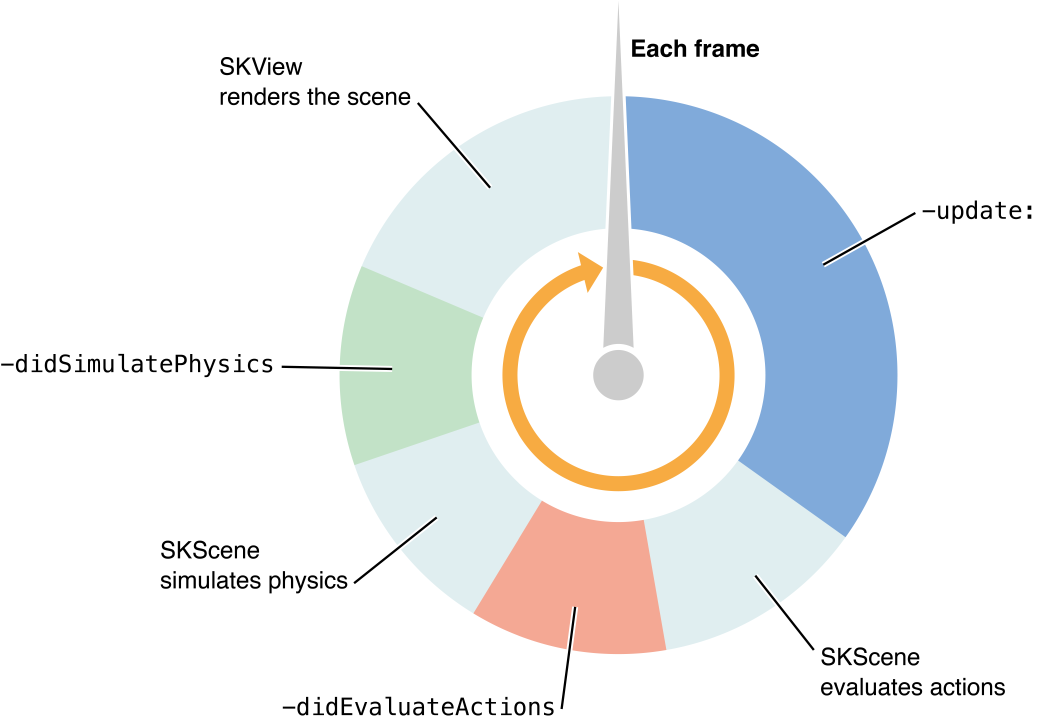 Each frame
SKView
renders the scene
-update:
-didSimulatePhysics
SKScene
simulates physics
SKScene
evaluates actions
-didEvaluateActions